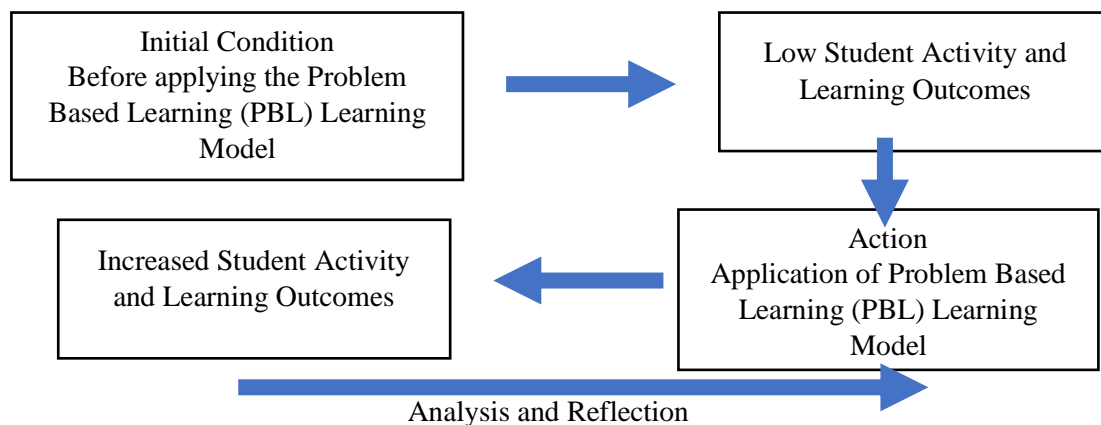 Initial Condition
Before applying the Problem
Based Learning (PBL) Learning
Model
Low Student Activity and
Learning Outcomes
Action
Application of Problem Based
Learning (PBL) Learning
Model
Increased Student Activity
and Learning Outcomes
Analysis and Reflection